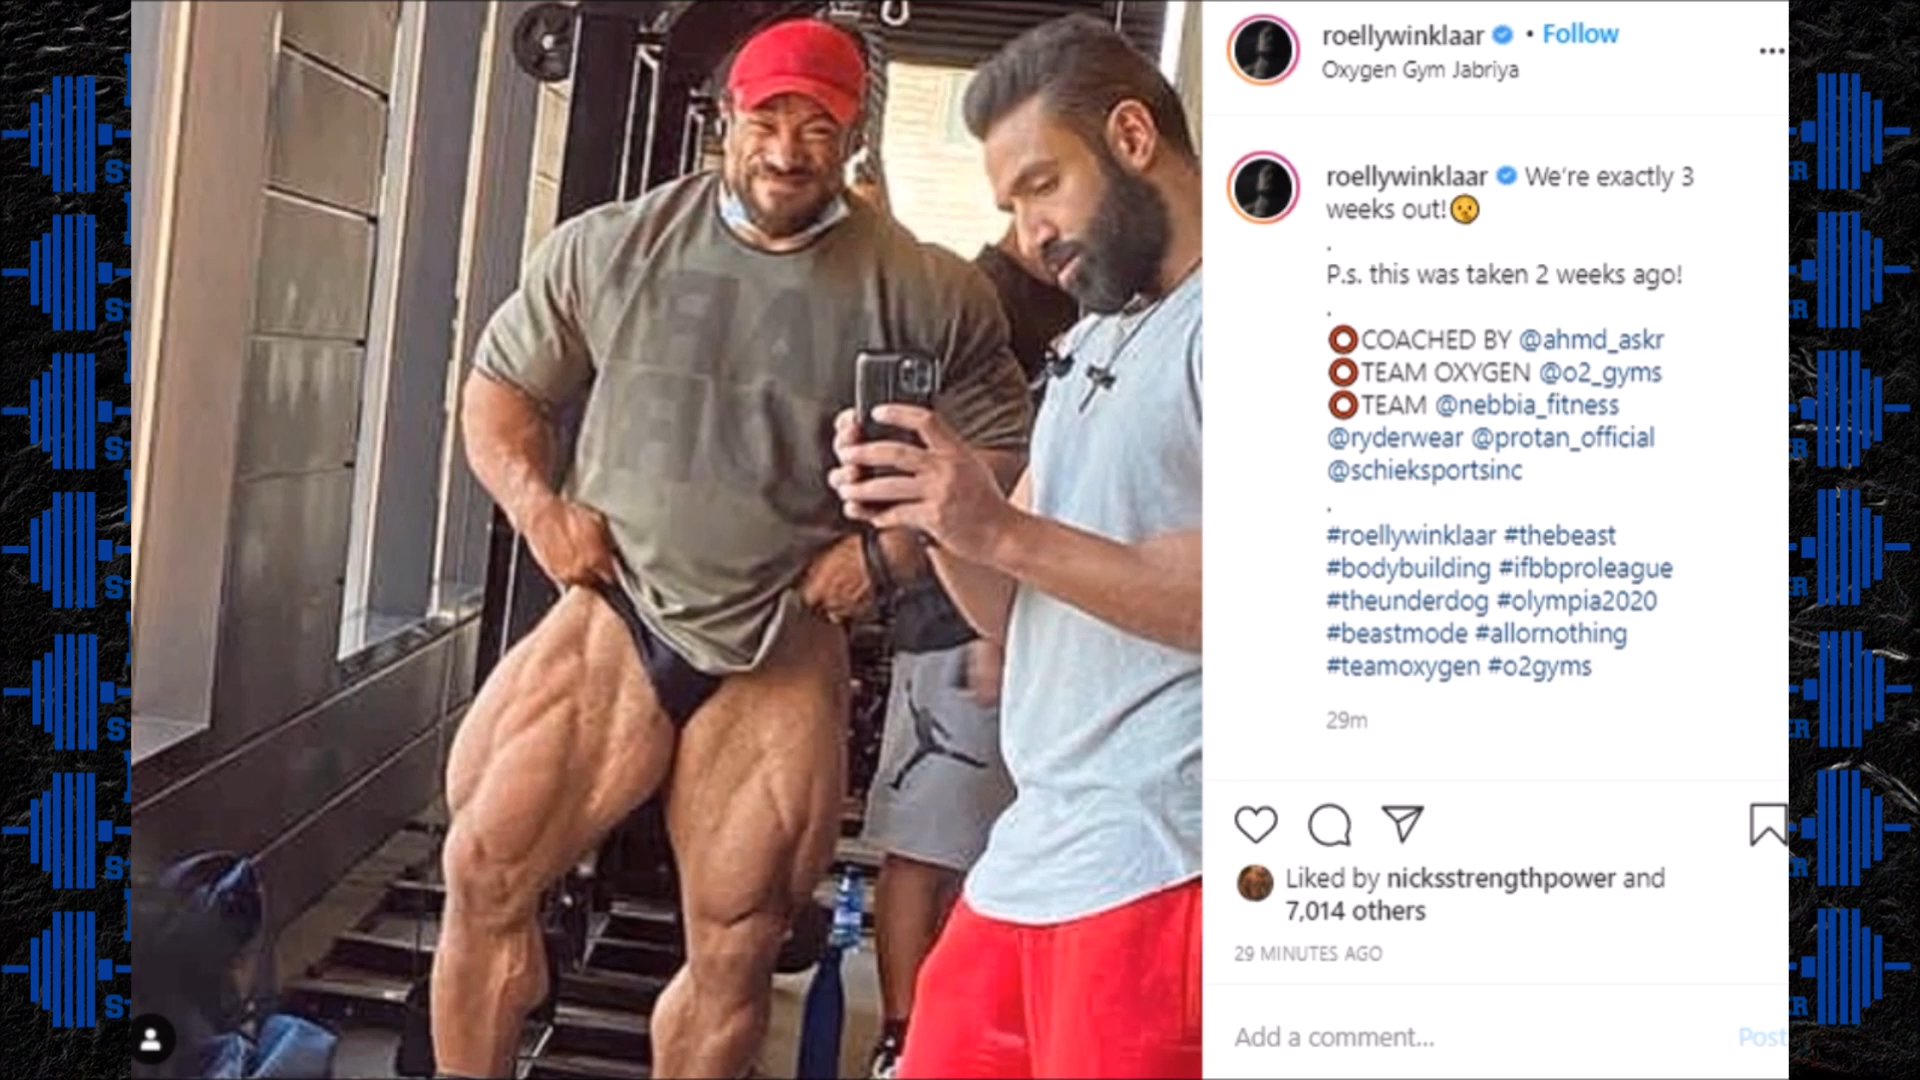 roellywinklaar • Follow
Oxygen Gym Jabriya
roellywinklaar We're exactly 3
weeks out!🤫
.
P.s. this was taken 2 weeks ago!
.
⭕COACHED BY @ahmd_askr
⭕TEAM OXYGEN @o2_gyms
⭕TEAM @nebbia_fitness
@ryderwear @protan_official
@schieksportsinc
.
#roellywinklaar #thebeast
#bodybuilding #ifbbproleague
#theunderdog #olympia2020
#beastmode #allornothing
#teamoxygen #o2gyms
29m
Liked by nicksstrengthpower and
7,014 others
29 MINUTES AGO
Add a comment...
Post